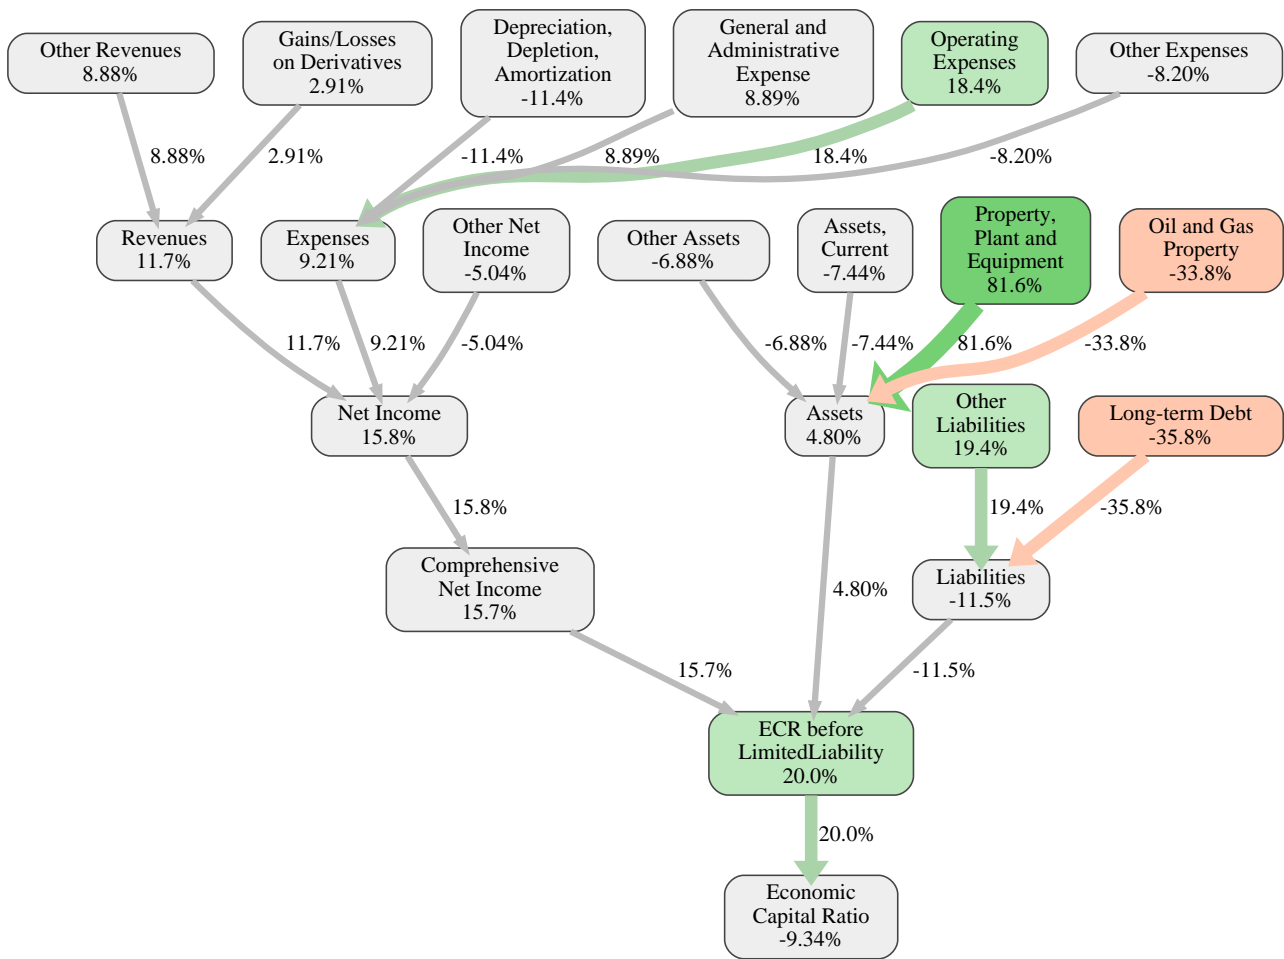 Other Revenues
8.88%
Gains/Losses
on Derivatives
2.91%
Depreciation,
Depletion,
Amortization
-11.4%
General and
Administrative
Expense
8.89%
Operating
Expenses
18.4%
Other Expenses
-8.20%
8.88%
2.91%
-11.4%
8.89%
18.4%
-8.20%
Revenues
11.7%
Expenses
9.21%
Other Net
Income
-5.04%
Other Assets
-6.88%
Assets,
Current
-7.44%
Property,
Plant and
Equipment
81.6%
Oil and Gas
Property
-33.8%
11.7%
9.21%
-5.04%
-6.88%
-7.44%
81.6%
-33.8%
Net Income
15.8%
Assets
4.80%
Other
Liabilities
19.4%
Long-term Debt
-35.8%
15.8%
19.4%
-35.8%
Comprehensive
Net Income
15.7%
4.80%
Liabilities
-11.5%
15.7%
-11.5%
ECR before
LimitedLiability
20.0%
20.0%
Economic
Capital Ratio
-9.34%